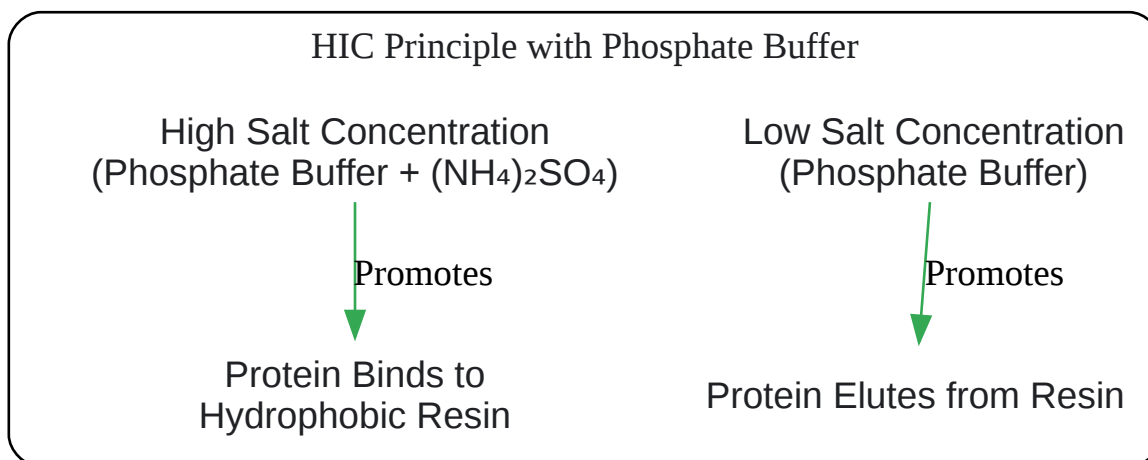 HIC Principle with Phosphate Buffer
High Salt Concentration
(Phosphate Buffer + (NH₄)₂SO₄)
Low Salt Concentration
(Phosphate Buffer)
Promotes
Promotes
Protein Binds to
Hydrophobic Resin
Protein Elutes from Resin